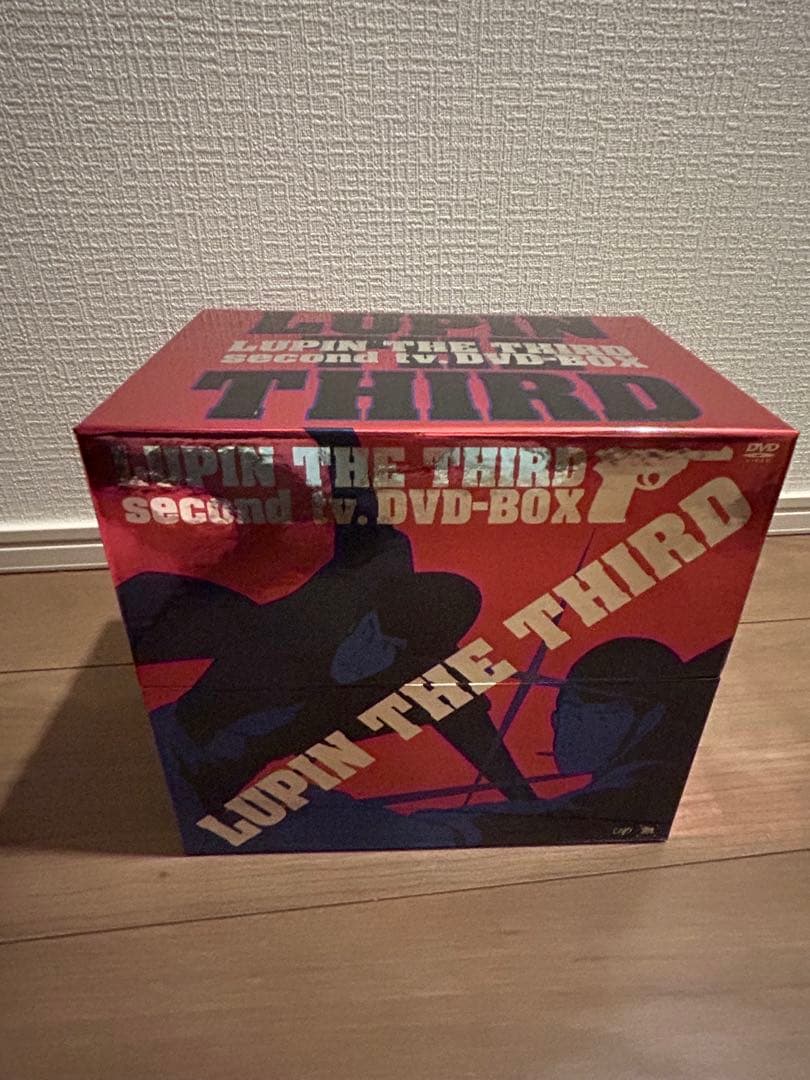 LUPIN
LUPIN THE THIRD
second tv. DVD-BOX
THIRD
LUPIN THE THIRD
second tv. DVD-BOX
DVD
VIDEO
LUPIN THE THIRD